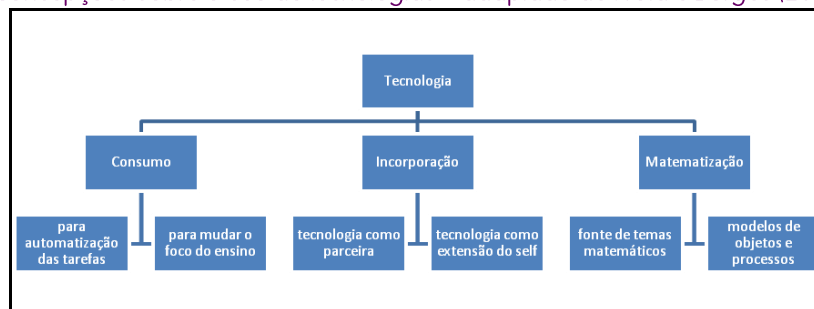 Tecnologia
Consumo
Incorporação
Matematização
para
automatização
das tarefas
para mudar o
foco do ensino
tecnologia como
parceira
tecnologia como
extensão do self
fonte de temas
matemáticos
modelos de
objetos e
processos